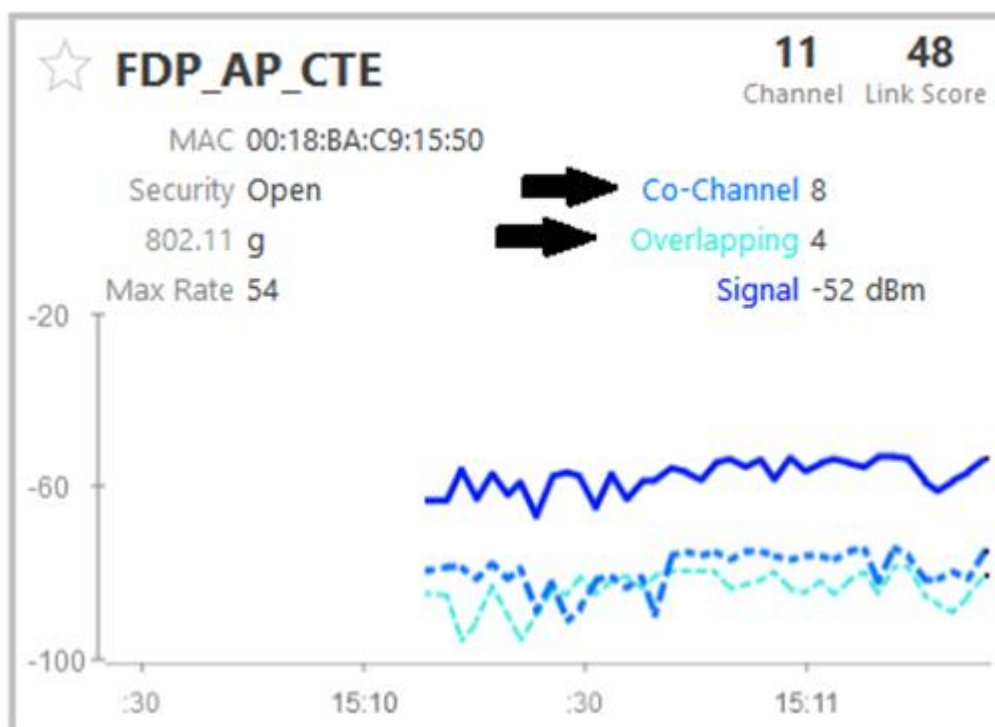 FDP_AP_CTE
11 48
Channel Link Score
MAC 00:18:BA:C9:15:50
Security Open Co-Channel 8
802.11 g Overlapping 4
Max Rate 54 Signal -52 dBm
-20
-60
-100
:30 15:10 :30 15:11